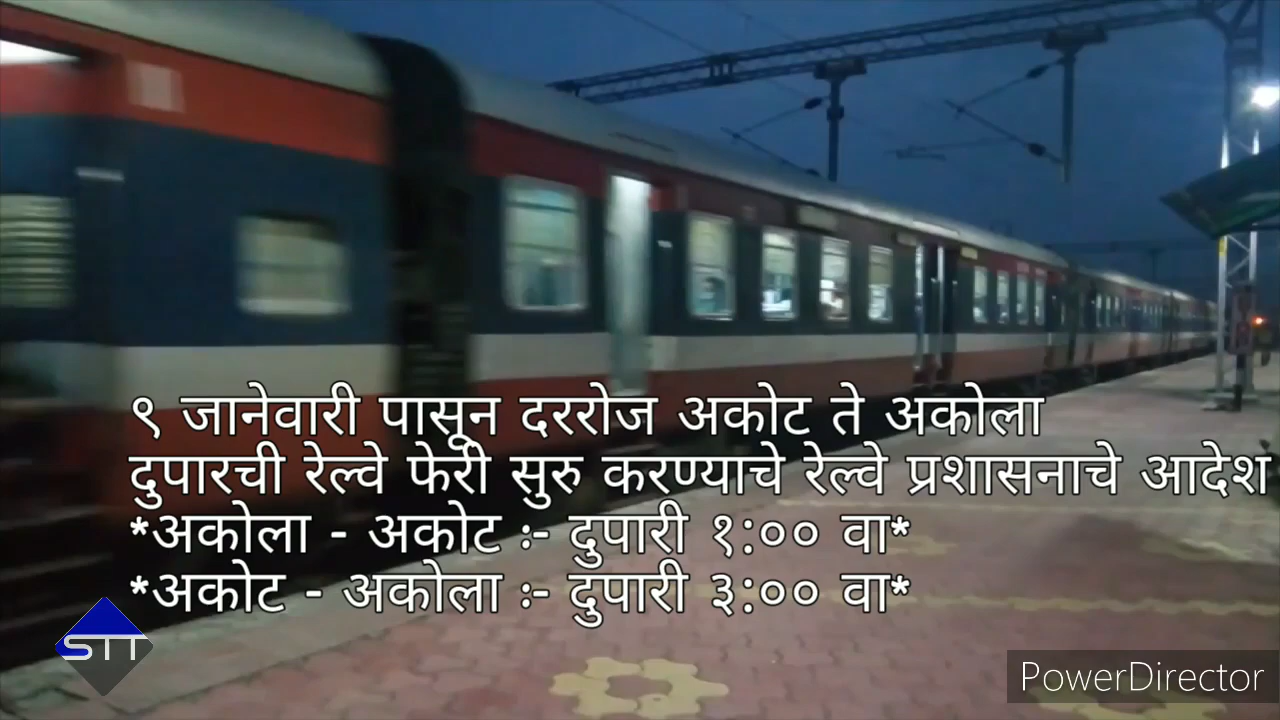 ९ जानेवारी पासून दररोज अकोट ते अकोला
दुपारची रेल्वे फेरी सुरु करण्याचे रेल्वे प्रशासनाचे आदेश
*अकोला - अकोट ः- दुपारी १:०० वा*
*अकोट - अकोला ः- दुपारी ३:०० वा*
STT
PowerDirector